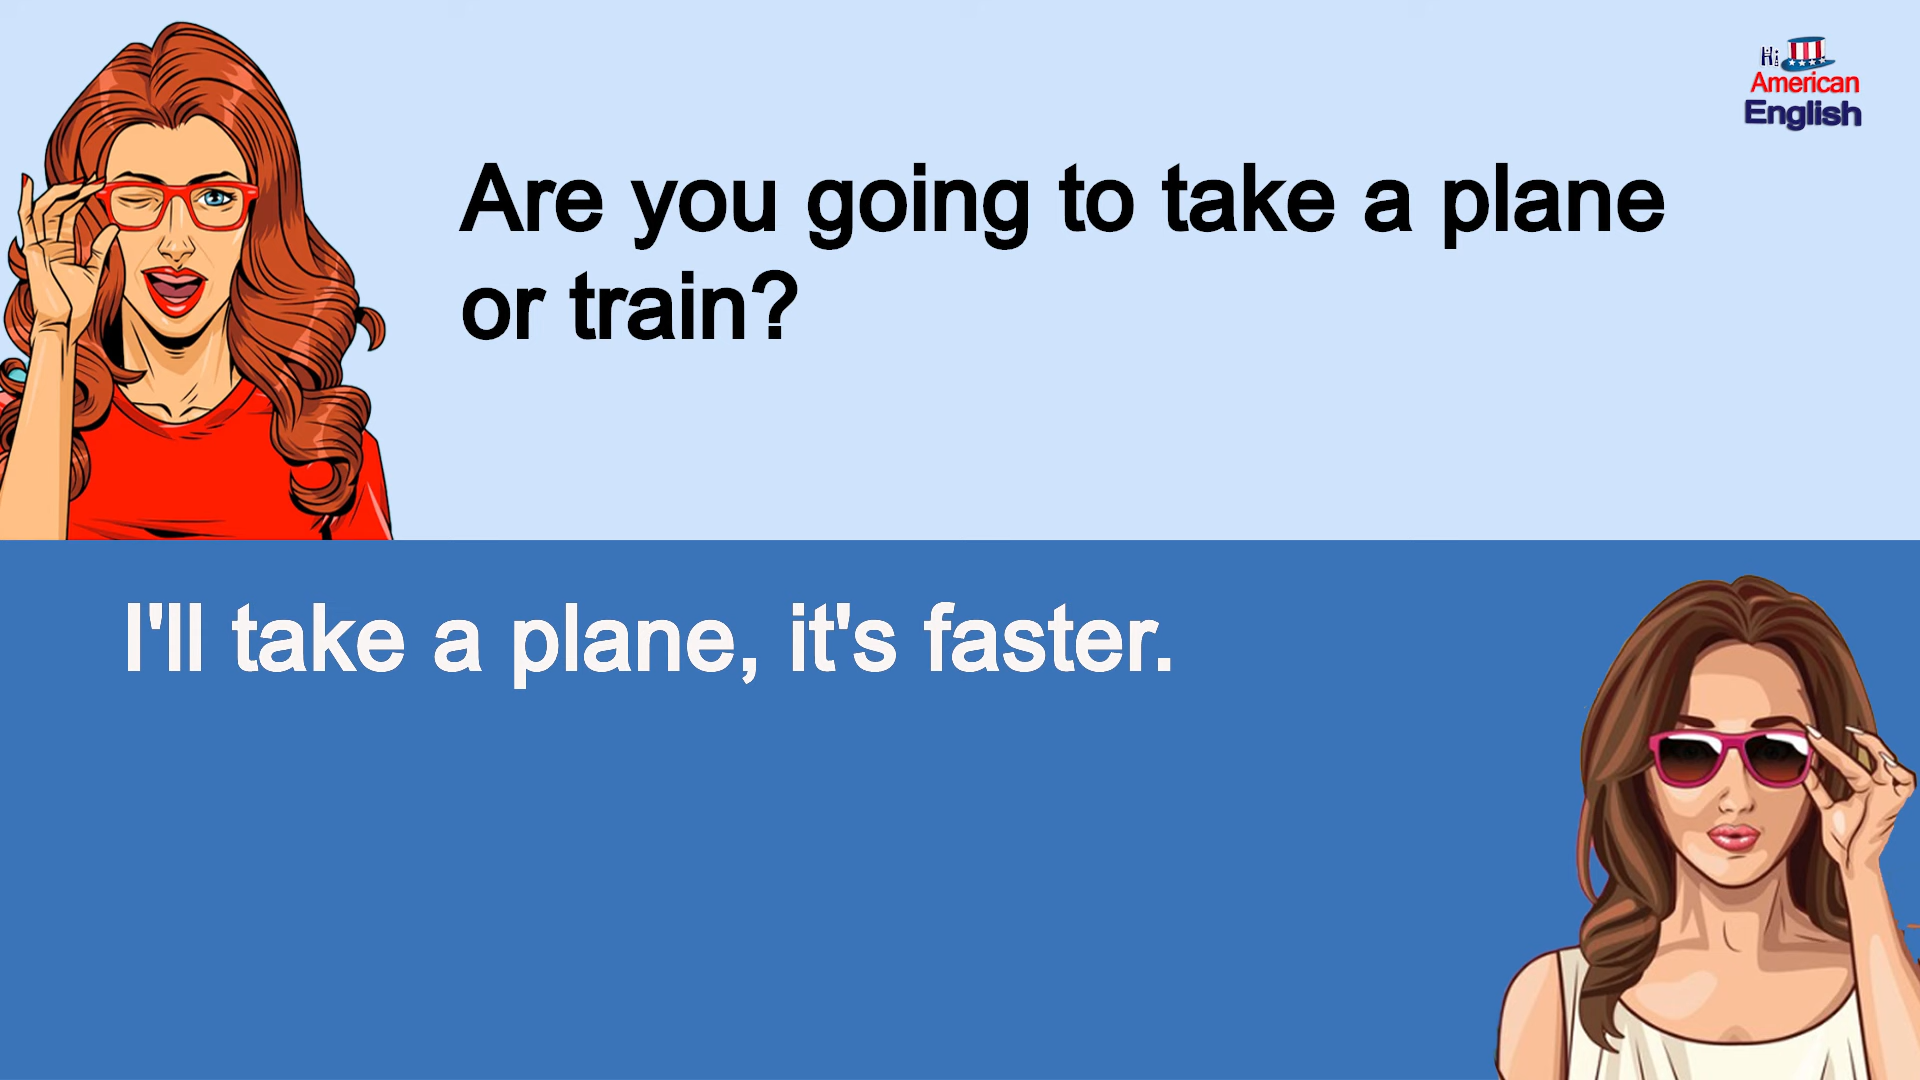 Hi
American
English
Are you going to take a plane
or train?
I'll take a plane, it's faster.